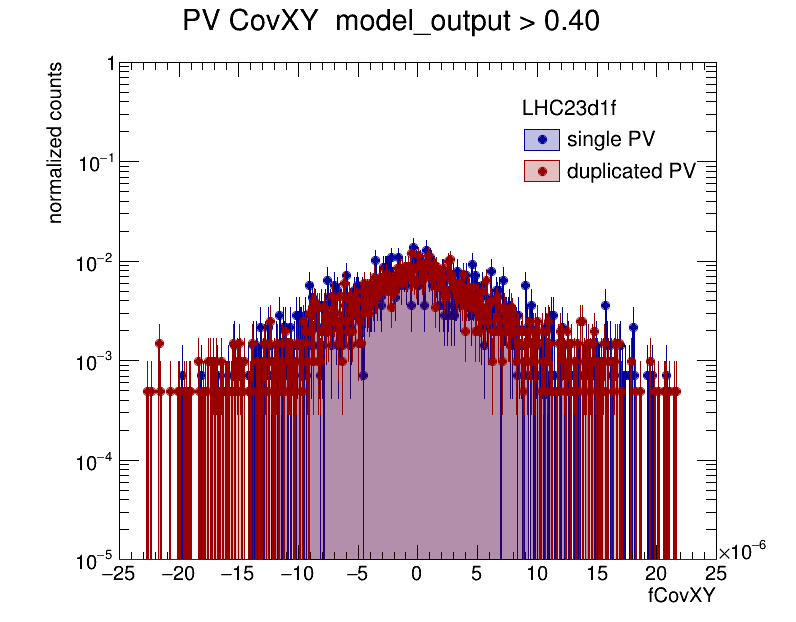 PV CovXY  model_output > 0.40
normalized counts
1
10⁻¹
10⁻²
10⁻³
10⁻⁴
10⁻⁵
LHC23d1f
single PV
duplicated PV
−25 −20 −15 −10 −5 0 5 10 15 20 25
×10⁻⁶
fCovXY